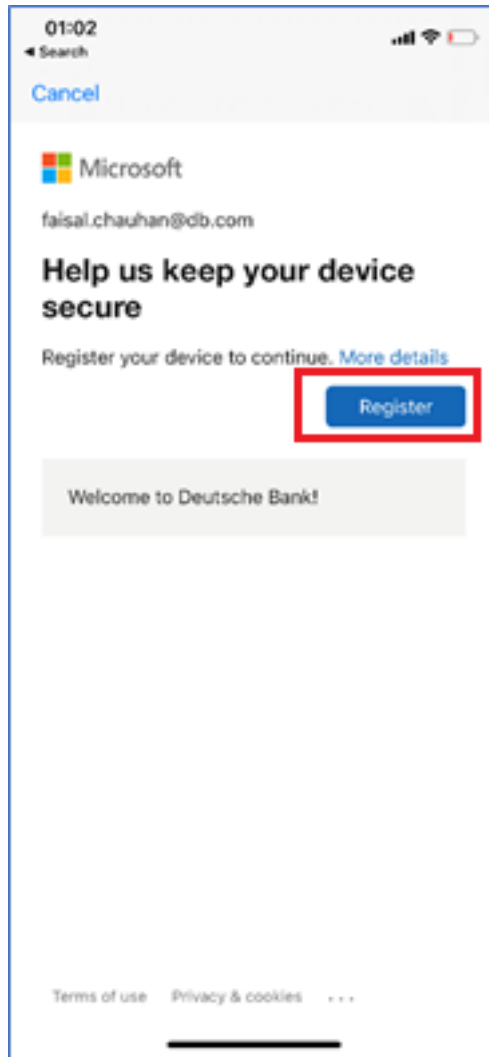 01:02
Search
Cancel
Microsoft
faisal.chauhan@db.com
Help us keep your device
secure
Register your device to continue. More details
Register
Welcome to Deutsche Bank!
Terms of use Privacy & cookies ...